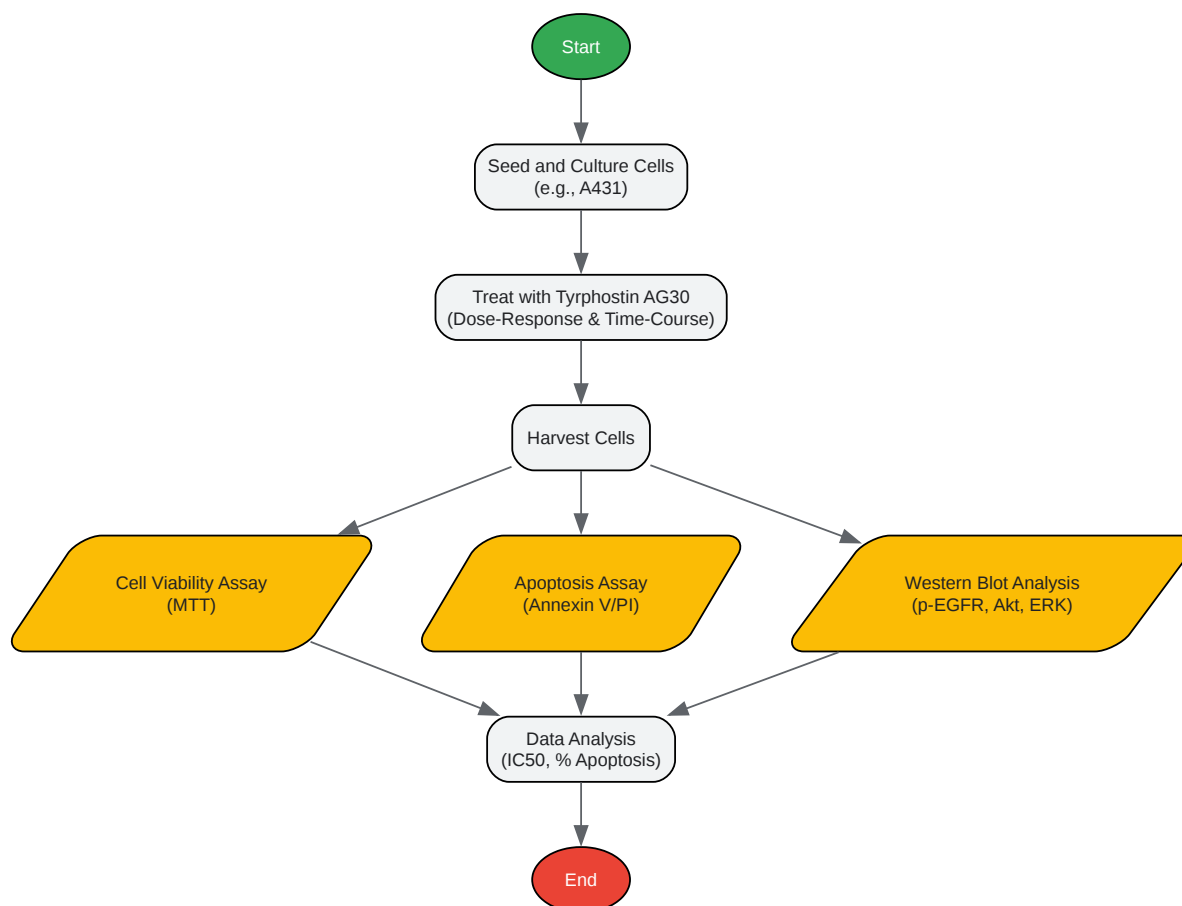 Start
Seed and Culture Cells
(e.g., A431)
Treat with Tyrphostin AG30
(Dose-Response & Time-Course)
Harvest Cells
Cell Viability Assay
(MTT)
Apoptosis Assay
(Annexin V/PI)
Western Blot Analysis
(p-EGFR, Akt, ERK)
Data Analysis
(IC50, % Apoptosis)
End